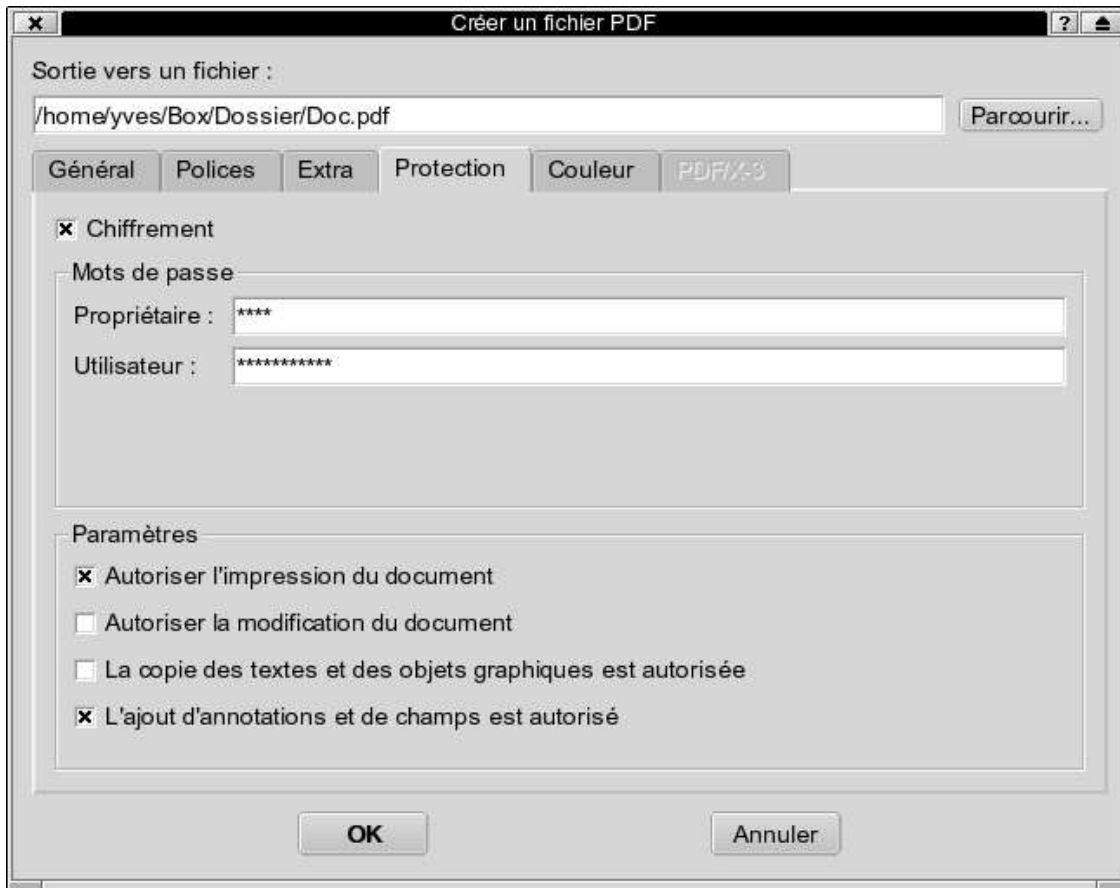 Créer un fichier PDF ?
Sortie vers un fichier :
/home/yves/Box/Dossier/Doc.pdf Parcourir...
Général Polices Extra Protection Couleur PDF/X-3
Chiffrement
Mots de passe
Propriétaire : ****
Utilisateur : ***********
Paramètres
Autoriser l'impression du document
Autoriser la modification du document
La copie des textes et des objets graphiques est autorisée
L'ajout d'annotations et de champs est autorisé
OK Annuler